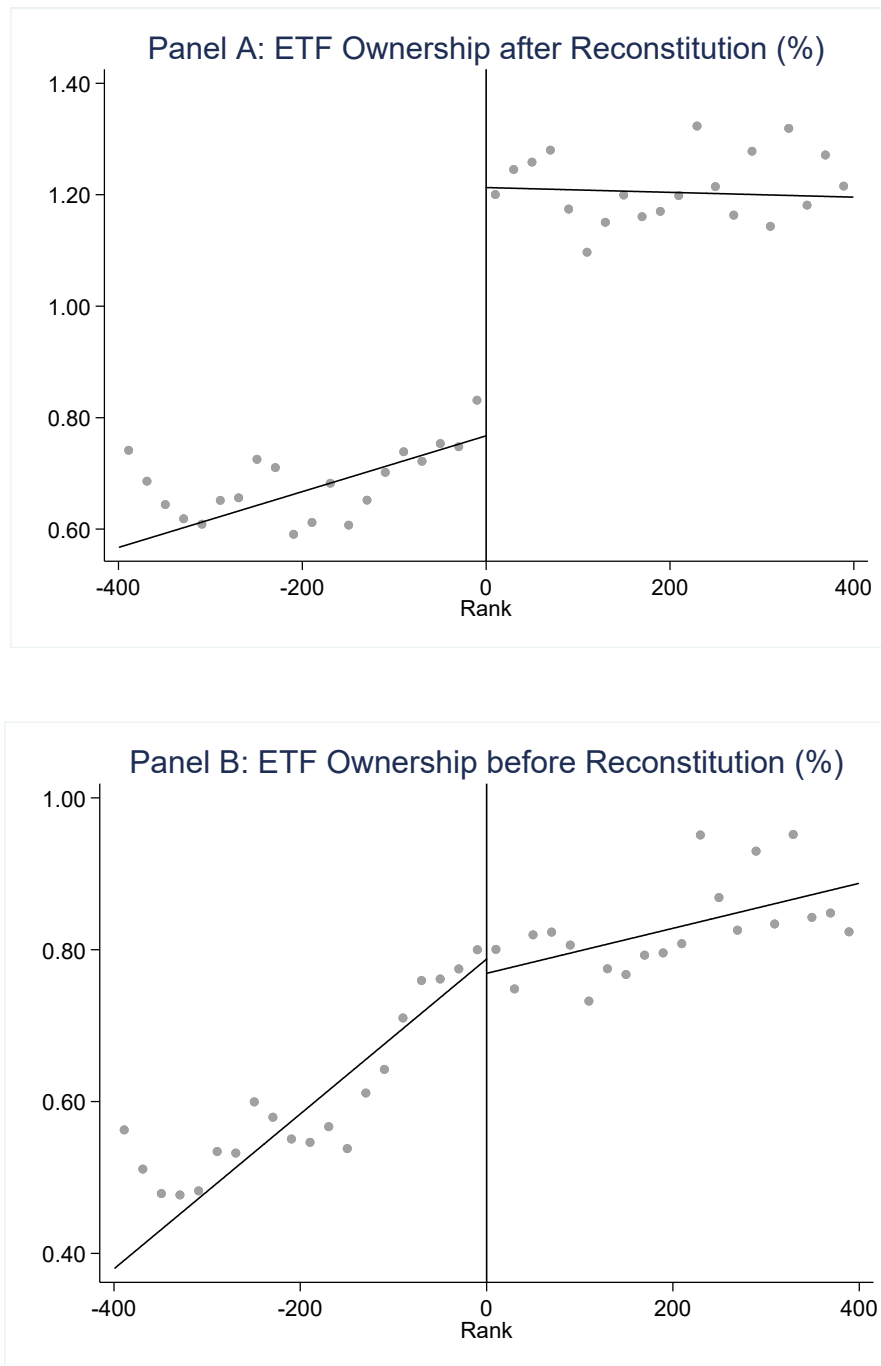 Panel A: ETF Ownership after Reconstitution (%)
1.40
1.20
1.00
0.80
0.60
-400 -200 0 200 400
Rank
Panel B: ETF Ownership before Reconstitution (%)
1.00
0.80
0.60
0.40
-400 -200 0 200 400
Rank